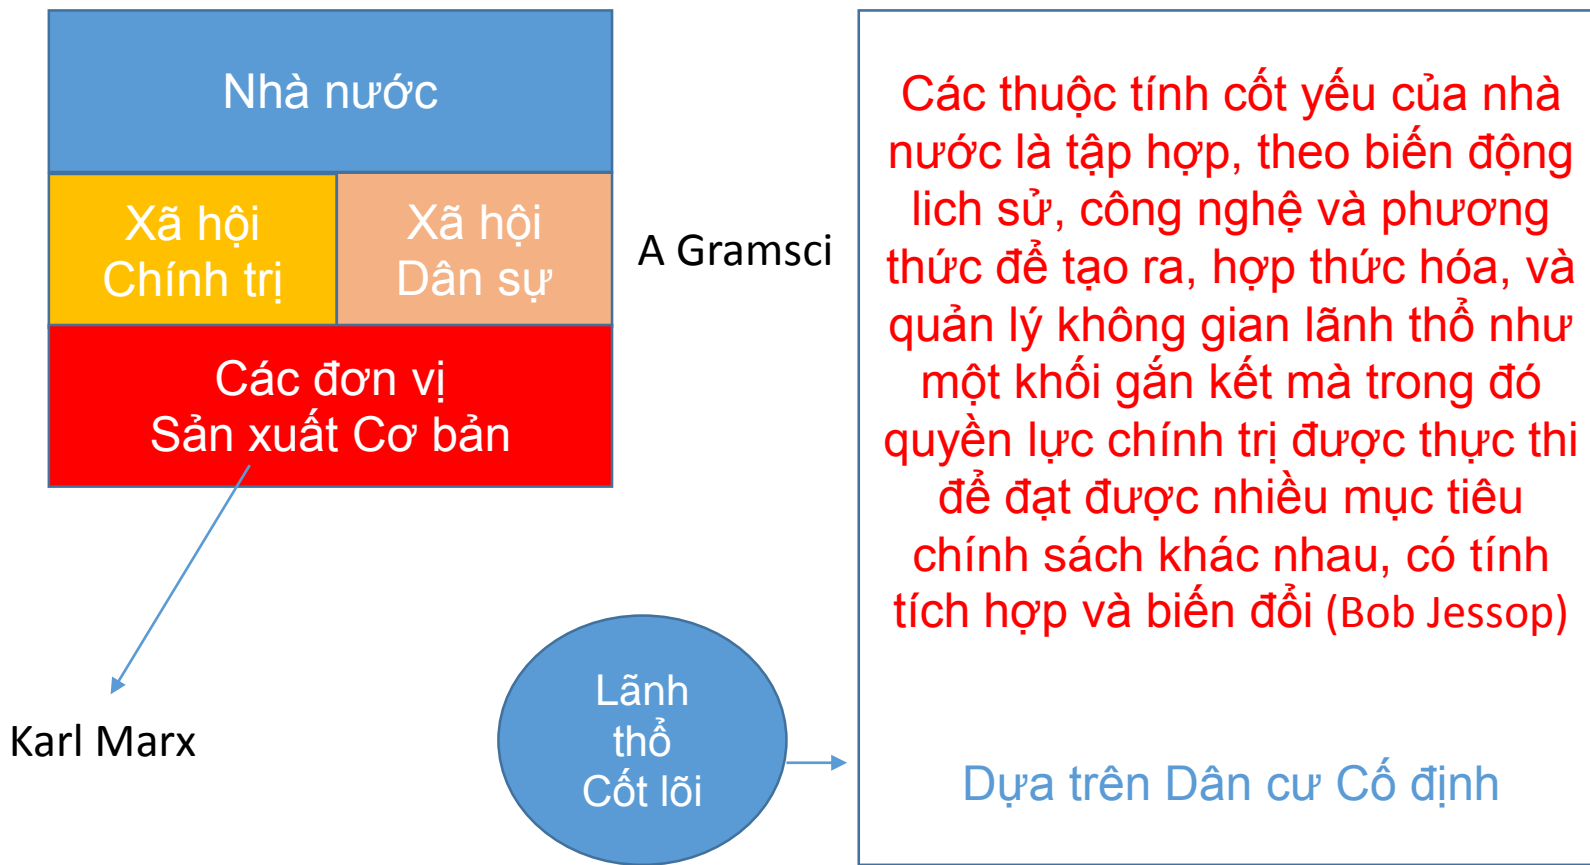 Nhà nước
Xã hội
Chính trị
Xã hội
Dân sự
A Gramsci
Các đơn vị
Sản xuất Cơ bản
Karl Marx
Lãnh
thổ
Cốt lõi
Các thuộc tính cốt yếu của nhà
nước là tập hợp, theo biến động
lich sử, công nghệ và phương
thức để tạo ra, hợp thức hóa, và
quản lý không gian lãnh thổ như
một khối gắn kết mà trong đó
quyền lực chính trị được thực thi
để đạt được nhiều mục tiêu
chính sách khác nhau, có tính
tích hợp và biến đổi (Bob Jessop)
Dựa trên Dân cư Cố định